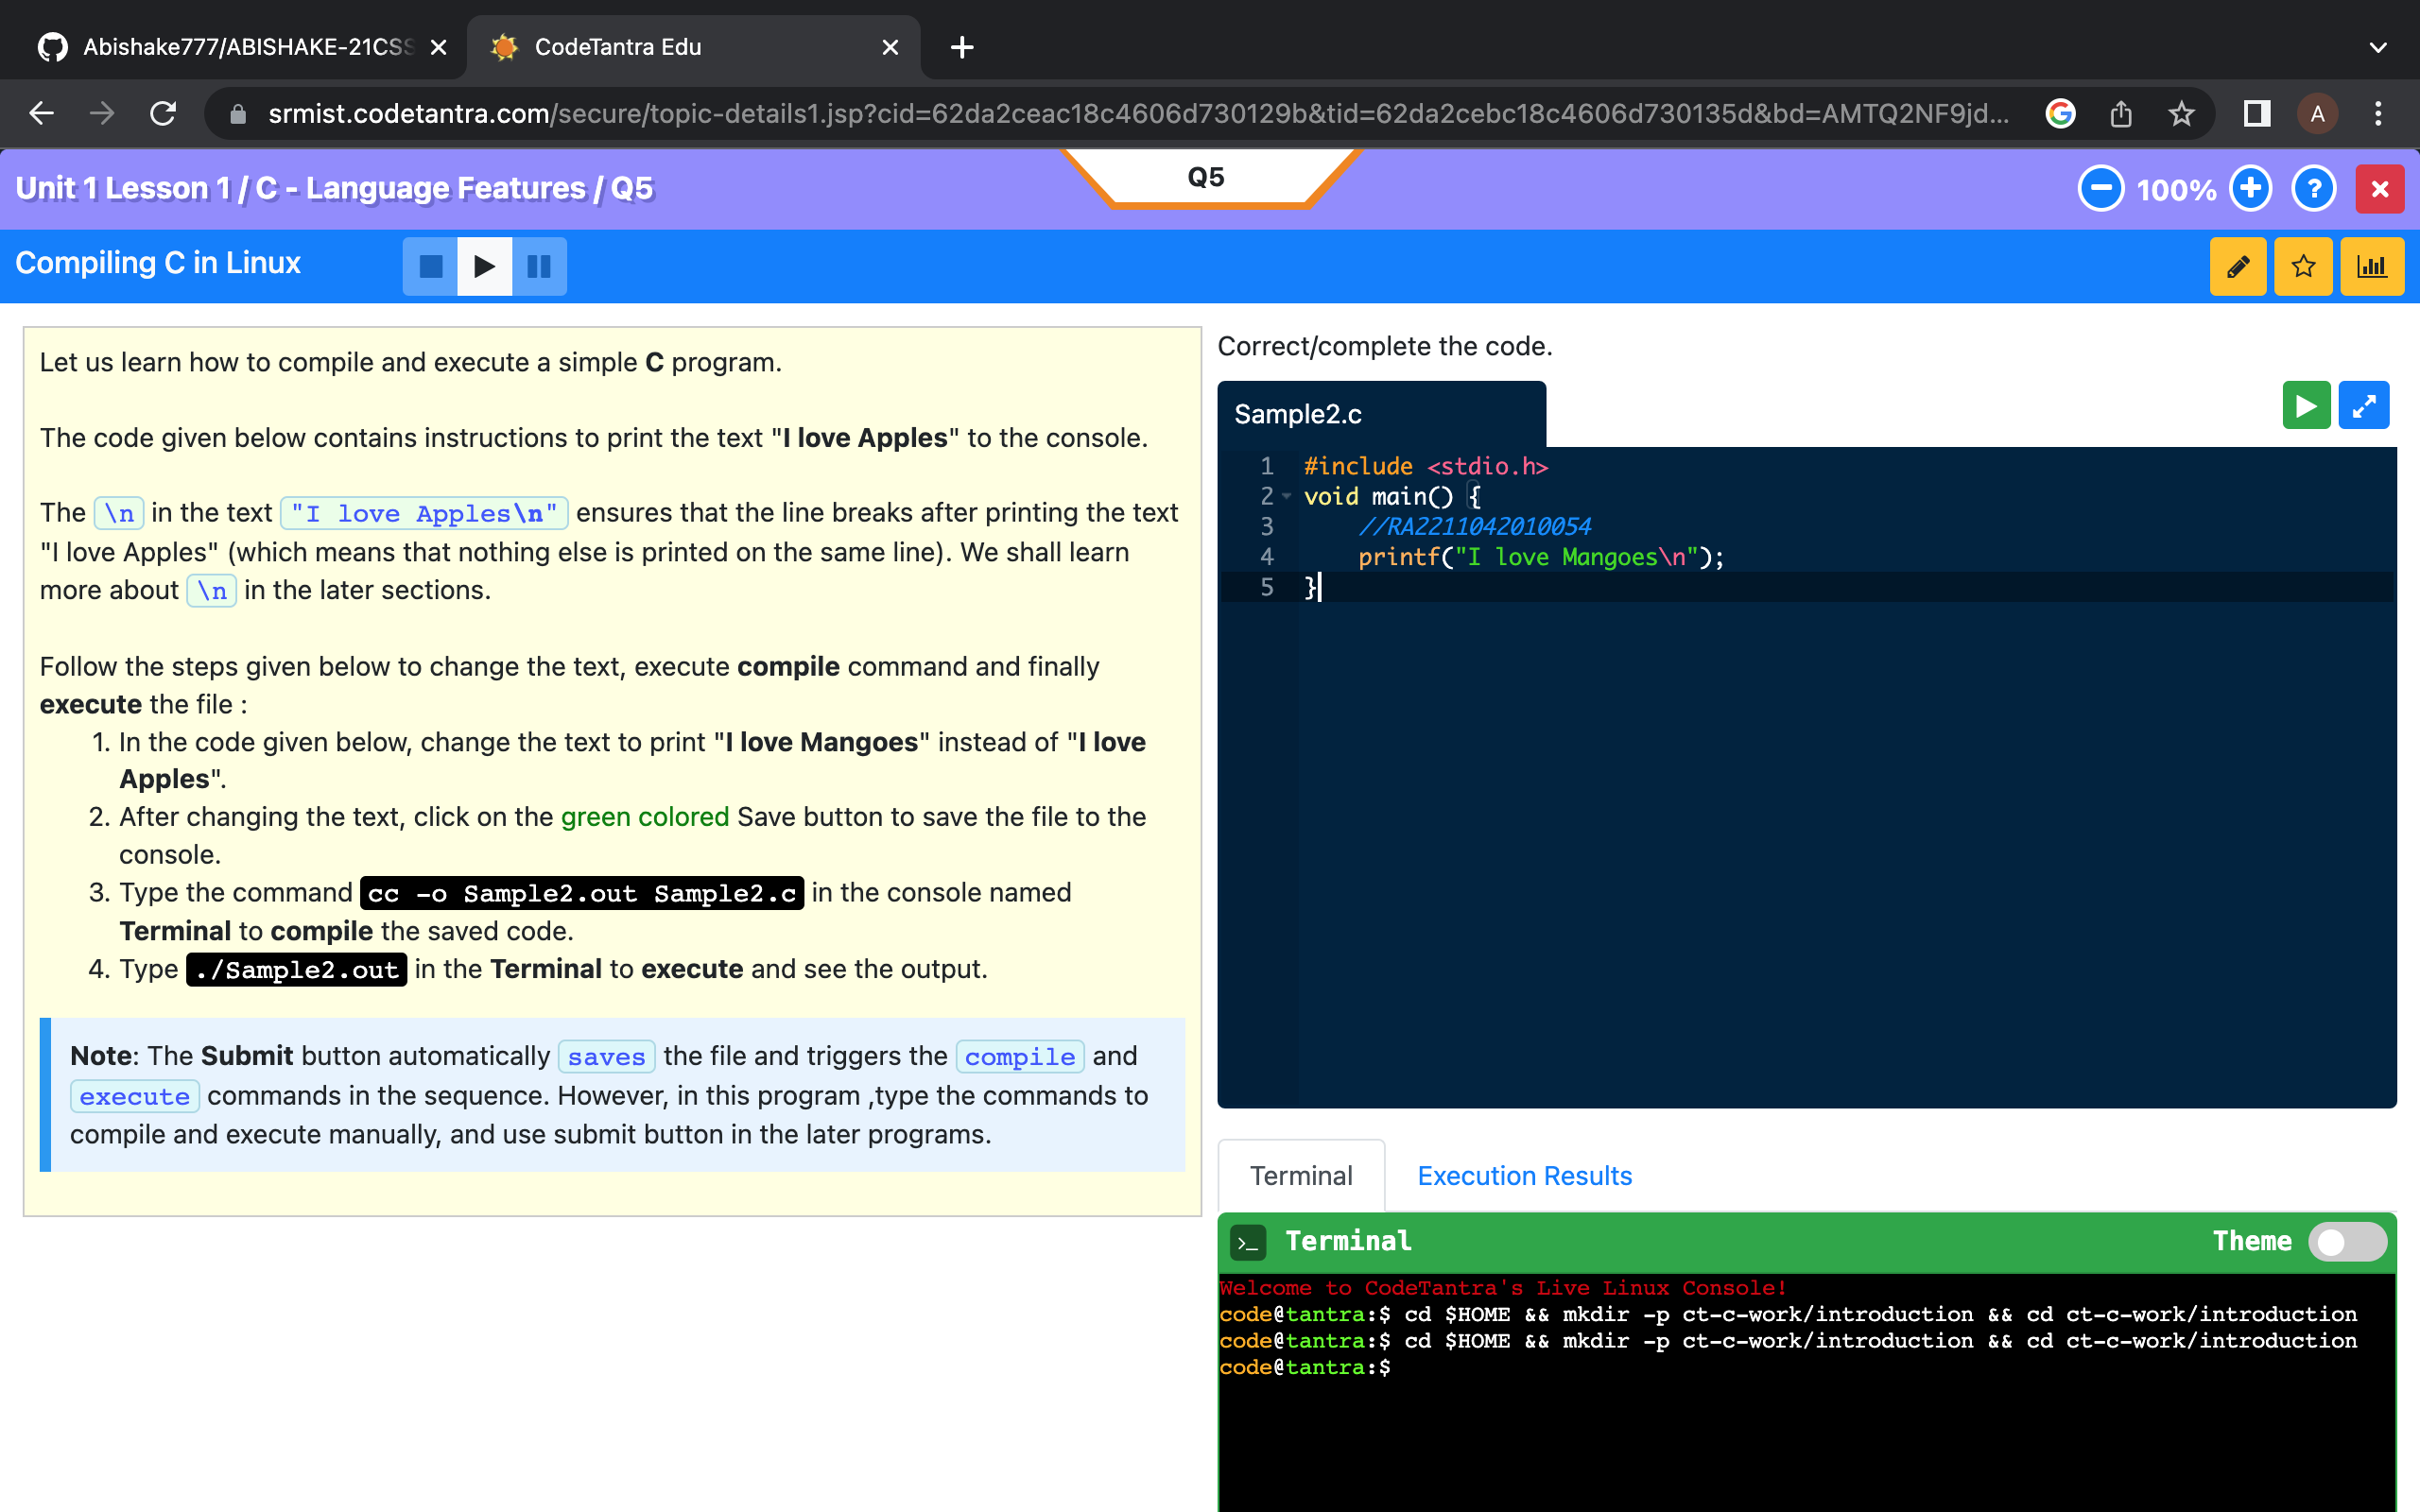 Abishake777/ABISHAKE-21CSS
CodeTantra Edu
srmist.codetantra.com/secure/topic-details1.jsp?cid=62da2ceac18c4606d730129b&tid=62da2cebc18c4606d730135d&bd=AMTQ2NF9jd...
A
Unit 1 Lesson 1 / C - Language Features / Q5
Q5
100%
?
Compiling C in Linux
Let us learn how to compile and execute a simple C program.
The code given below contains instructions to print the text "I love Apples" to the console.
The \n in the text "I love Apples\n" ensures that the line breaks after printing the text
"I love Apples" (which means that nothing else is printed on the same line). We shall learn
more about \n in the later sections.
Follow the steps given below to change the text, execute compile command and finally
execute the file :
1. In the code given below, change the text to print "I love Mangoes" instead of "I love
Apples".
2. After changing the text, click on the green colored Save button to save the file to the
console.
3. Type the command cc -o Sample2.out Sample2.c in the console named
Terminal to compile the saved code.
4. Type ./Sample2.out in the Terminal to execute and see the output.
Note: The Submit button automatically saves the file and triggers the compile and
execute commands in the sequence. However, in this program ,type the commands to
compile and execute manually, and use submit button in the later programs.
Correct/complete the code.
Sample2.c
1 #include <stdio.h>
2 void main() {
3 //RA2211042010054
4 printf("I love Mangoes\n");
5 }
Terminal
Execution Results
>_ Terminal
Theme
Welcome to CodeTantra's Live Linux Console!
code@tantra:$ cd $HOME && mkdir -p ct-c-work/introduction && cd ct-c-work/introduction
code@tantra:$ cd $HOME && mkdir -p ct-c-work/introduction && cd ct-c-work/introduction
code@tantra:$